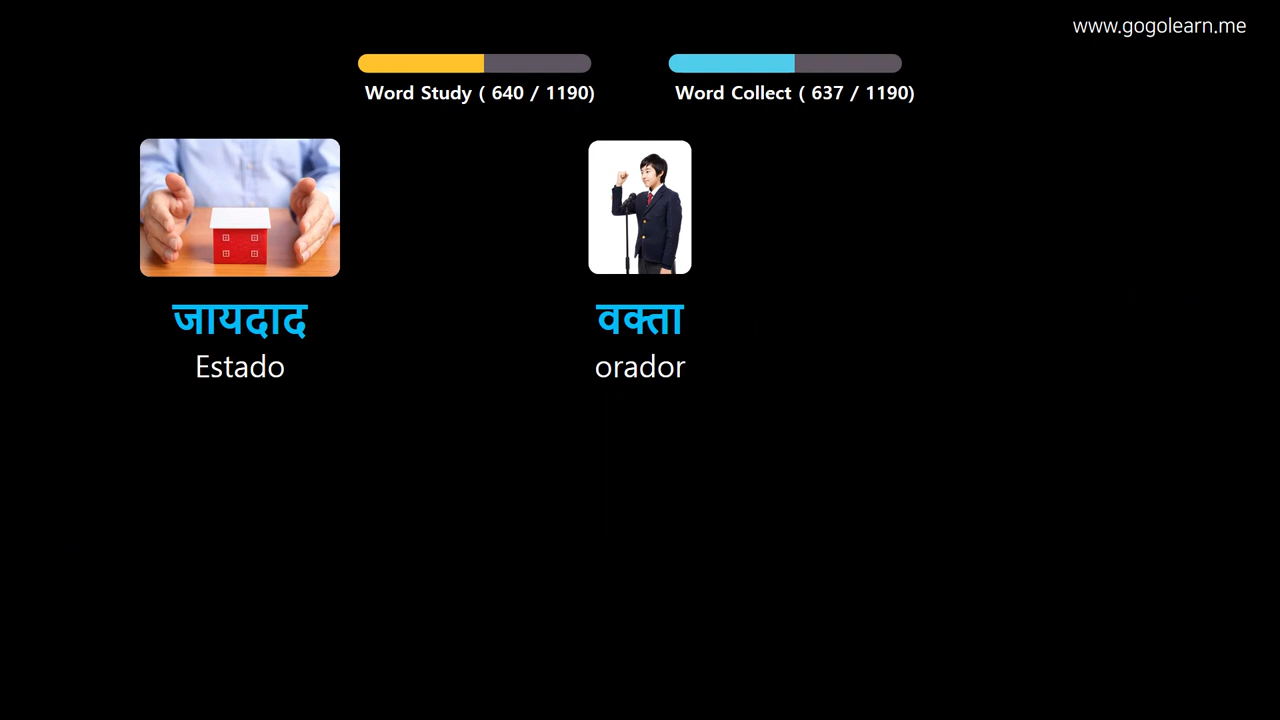 www.gogolearn.me
Word Study ( 640 / 1190)
Word Collect ( 637 / 1190)
जायदाद
Estado
वक्ता
orador